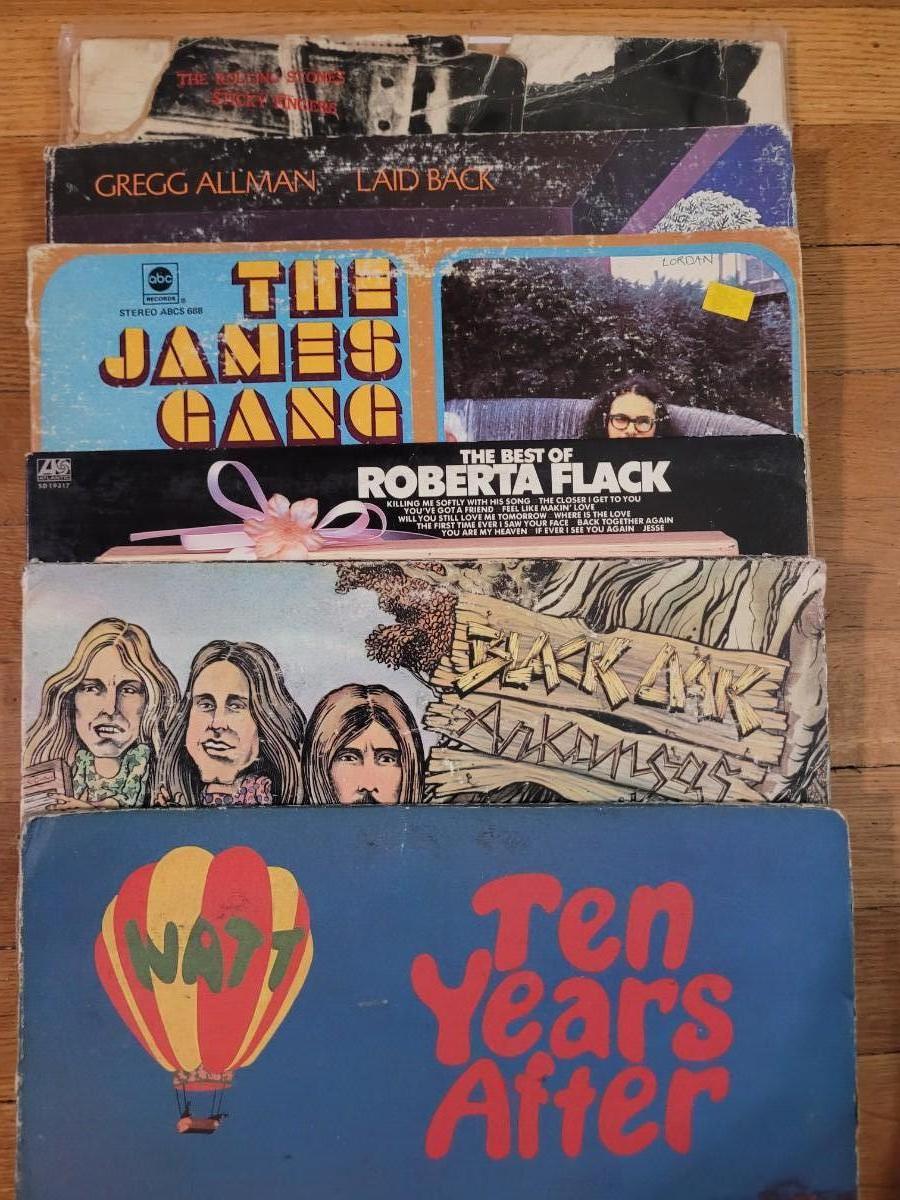 THE ROLLING STONES
STICKY FINGERS
GREGG ALLMAN LAID BACK
abc
RECORDS ®
STEREO ABCS 688
THE
JAMES
GANG
LORDAN
ATLANTIC
SD 19317
THE BEST OF
ROBERTA FLACK
KILLING ME SOFTLY WITH HIS SONG THE CLOSER I GET TO YOU
YOU'VE GOT A FRIEND FEEL LIKE MAKIN' LOVE
WILL YOU STILL LOVE ME TOMORROW WHERE IS THE LOVE
THE FIRST TIME EVER I SAW YOUR FACE BACK TOGETHER AGAIN
YOU ARE MY HEAVEN IF EVER I SEE YOU AGAIN JESSE
BLACK OAK
Arkansas
WATT
Ten
Years
After